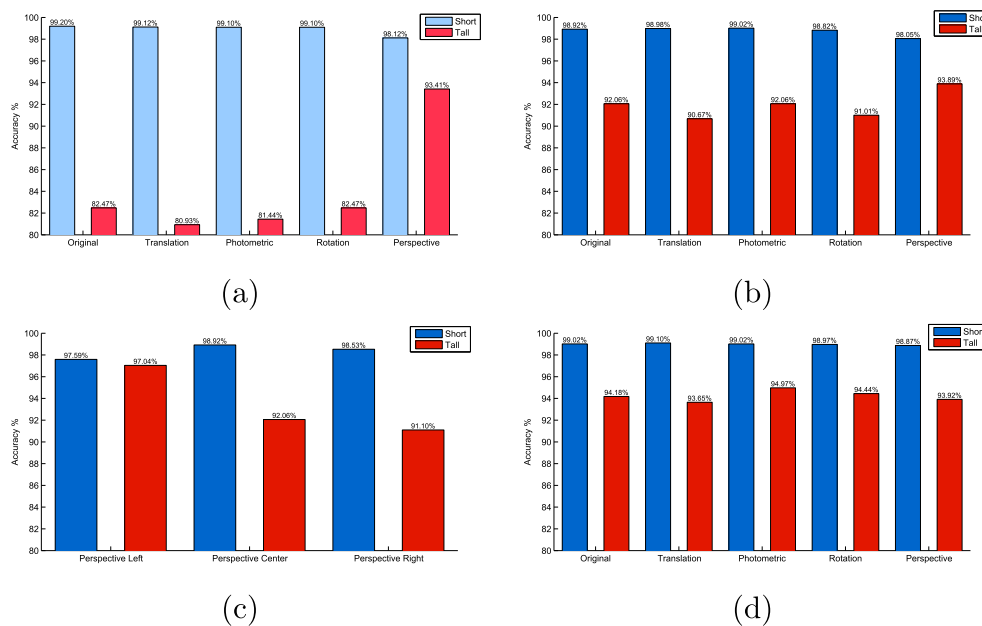 100
98
96
94
92
90
88
86
84
82
80
Accuracy %
99.20%
82.47%
99.12%
80.93%
99.10%
81.44%
99.10%
82.47%
98.12%
93.41%
Short
Tall
Original
Translation
Photometric
Rotation
Perspective
(a)
100
98
96
94
92
90
88
86
84
82
80
Accuracy %
98.92%
92.06%
98.98%
90.67%
99.02%
92.06%
98.82%
91.01%
98.05%
93.89%
Short
Tall
Original
Translation
Photometric
Rotation
Perspective
(b)
100
98
96
94
92
90
88
86
84
82
80
Accuracy %
97.59%
97.04%
98.92%
92.06%
98.53%
91.10%
Short
Tall
Perspective Left
Perspective Center
Perspective Right
(c)
100
98
96
94
92
90
88
86
84
82
80
Accuracy %
99.02%
94.18%
99.10%
93.65%
99.02%
94.97%
98.97%
94.44%
98.87%
93.92%
Short
Tall
Original
Translation
Photometric
Rotation
Perspective
(d)